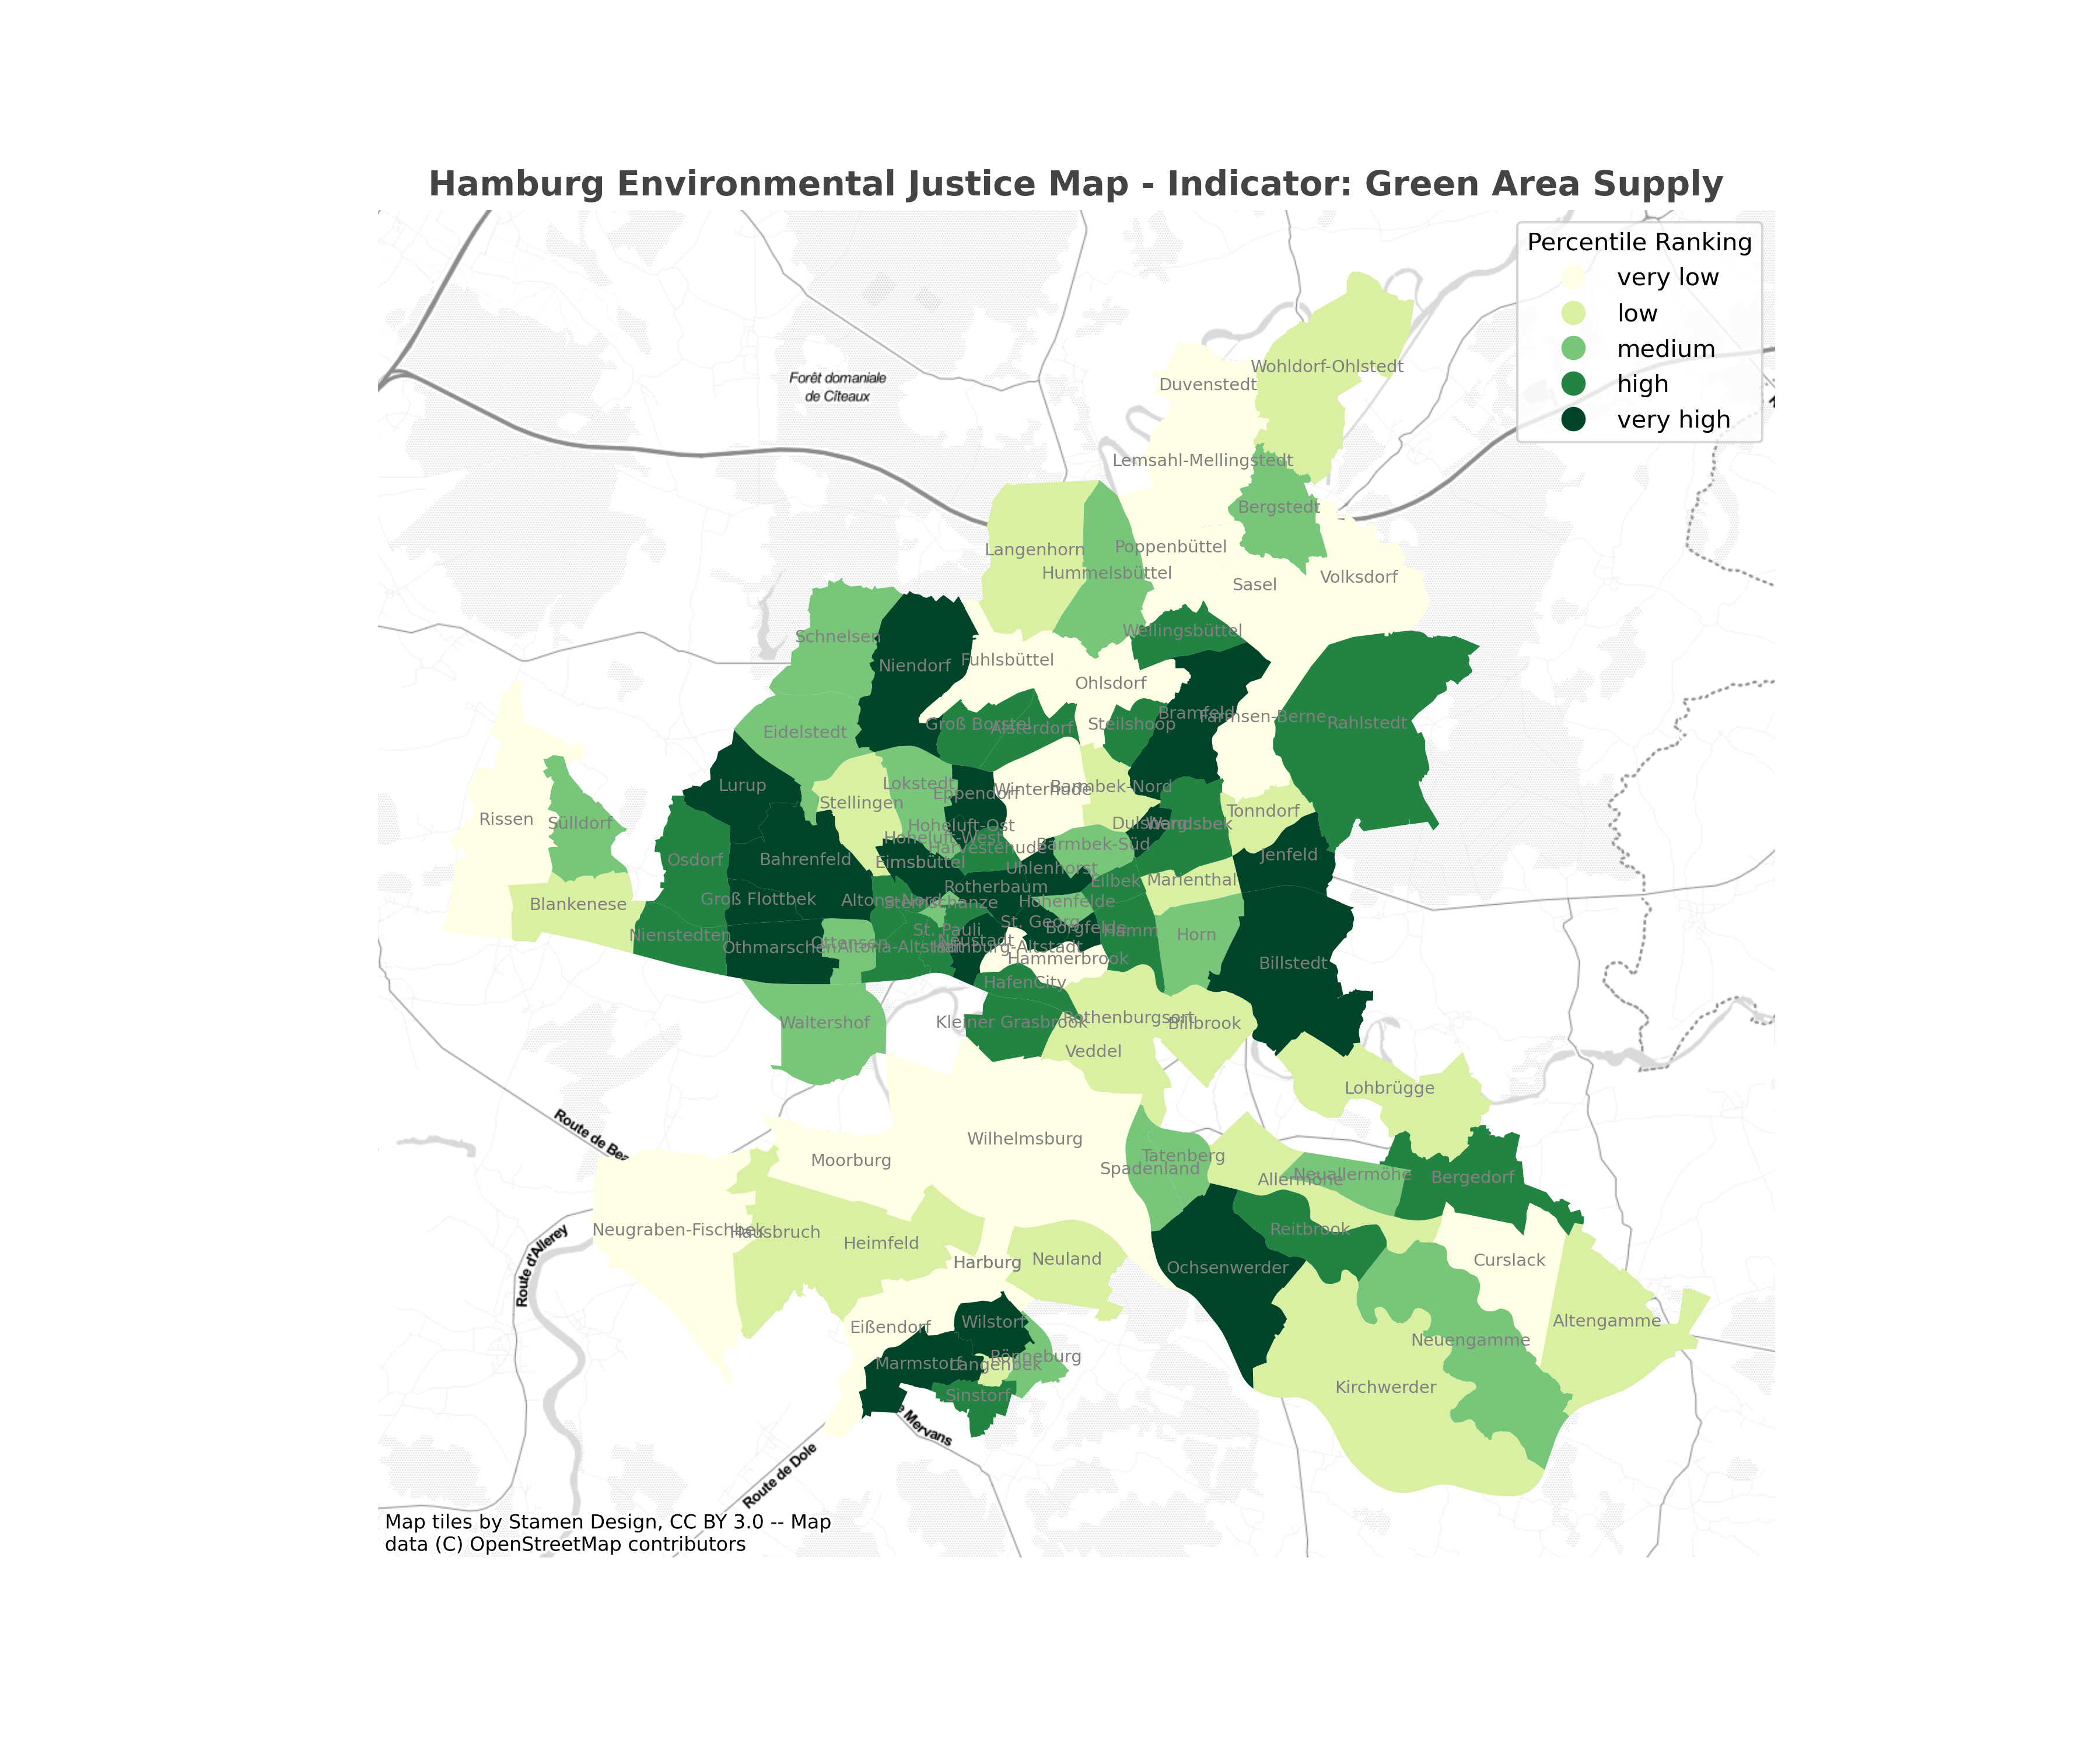 Hamburg Environmental Justice Map - Indicator: Green Area Supply
Percentile Ranking
very low
low
medium
high
very high
Forêt domaniale
de Cîteaux
Wohldorf-Ohlstedt
Duvenstedt
Lemsahl-Mellingstedt
Bergstedt
Langenhorn
Poppenbüttel
Hummelsbüttel
Volksdorf
Sasel
Wellingsbüttel
Schnelsen
Niendorf
Fuhlsbüttel
Ohlsdorf
Bramfeld
Farmsen-Berne
Rahlstedt
Groß Borstel
Alsterdorf
Steilshoop
Eidelstedt
Lurup
Lokstedt
Eppendorf
Winterhude
Barmbek-Nord
Stellingen
Tonndorf
Rissen
Sülldorf
Hoheluft-Ost
Dulsberg
Wandsbek
Hoheluft-West
Harvestehude
Barmbek-Süd
Jenfeld
Osdorf
Bahrenfeld
Eimsbüttel
Uhlenhorst
Eilbek
Marienthal
Rotherbaum
Groß Flottbek
Altona-Nord
Sternschanze
Hohenfelde
Blankenese
St. Georg
Borgfelde
Hamm
Horn
Nienstedten
Othmarschen
Ottensen
Altona-Altstadt
St. Pauli
Neustadt
Hamburg-Altstadt
Hammerbrook
Billstedt
HafenCity
Waltershof
Kleiner Grasbrook
Rothenburgsort
Billbrook
Veddel
Lohbrügge
Route de Bea
Wilhelmsburg
Moorburg
Tatenberg
Spadenland
Allermöhe
Neuallermöhe
Bergedorf
Neugraben-Fischbek
Hausbruch
Heimfeld
Reitbrook
Route d'Allerey
Harburg
Neuland
Ochsenwerder
Curslack
Eißendorf
Wilstorf
Altengamme
Neuengamme
Marmstorf
Langenbek
Rönneburg
Sinstorf
Kirchwerder
e Mervans
Route de Dole
Map tiles by Stamen Design, CC BY 3.0 -- Map
data (C) OpenStreetMap contributors